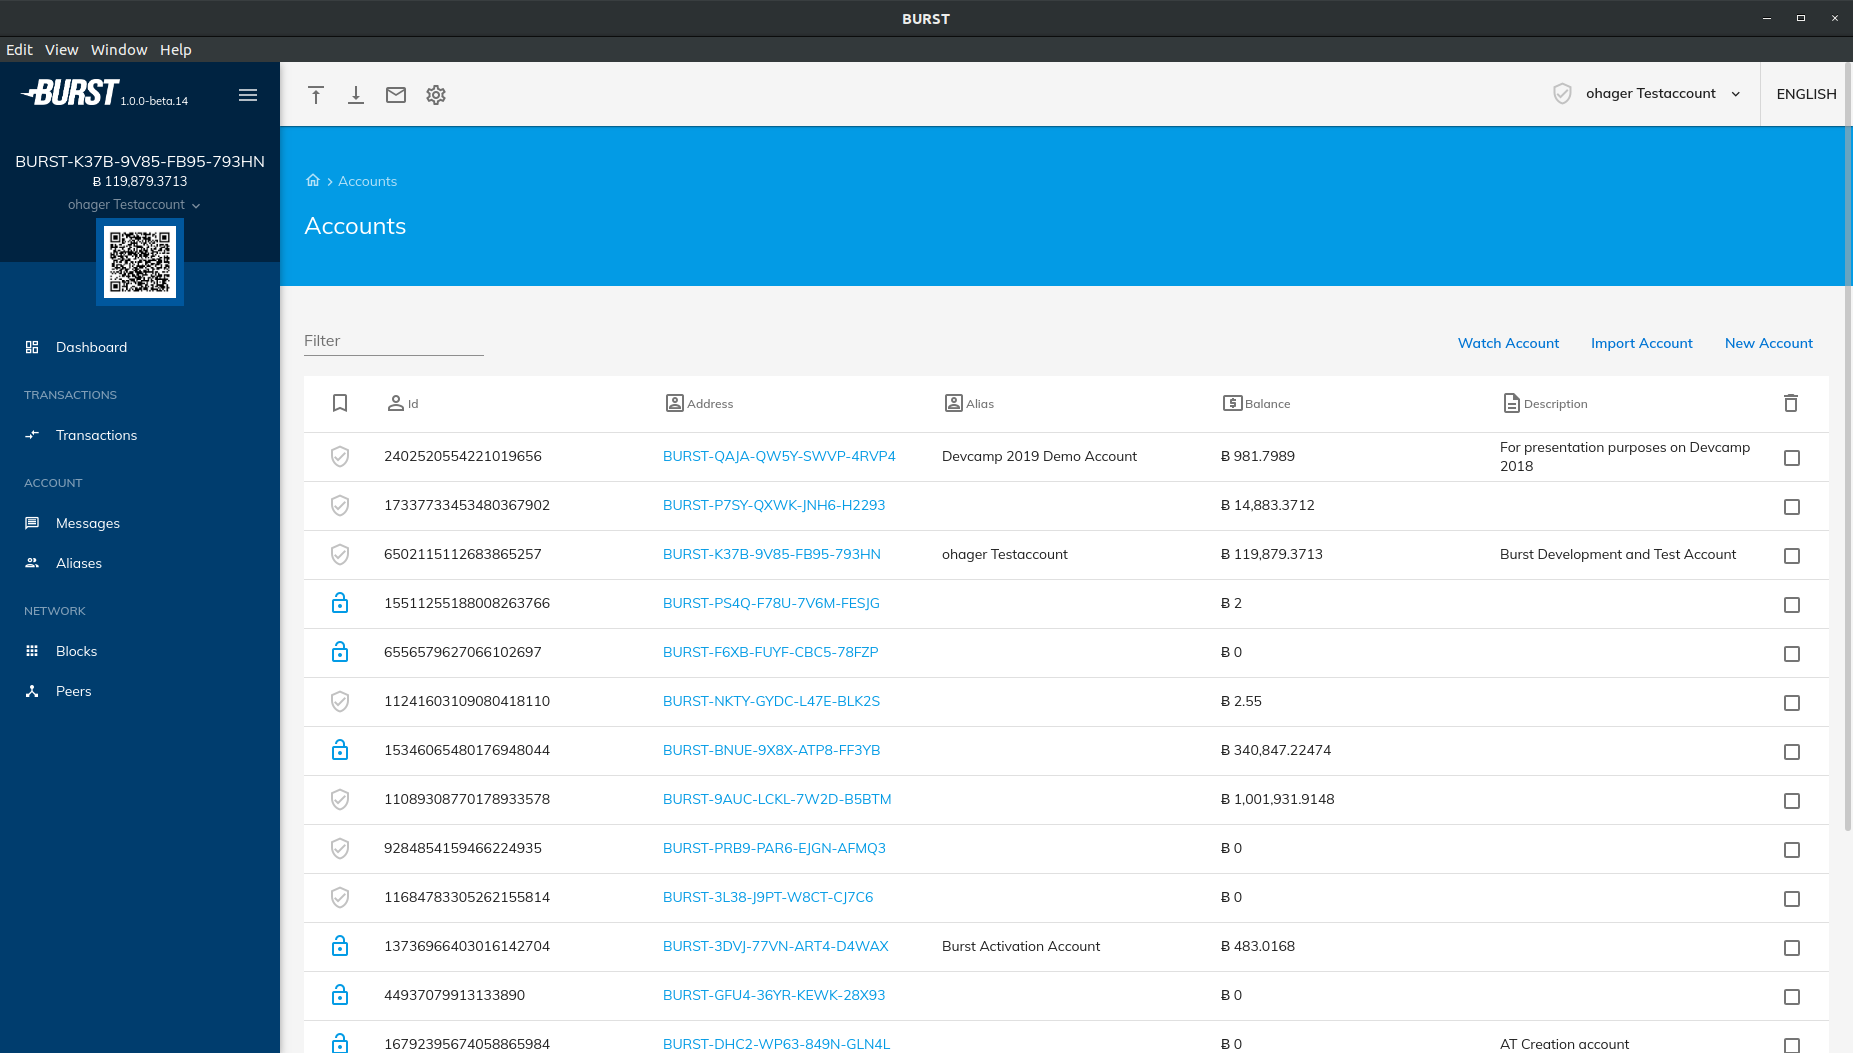 BURST
Edit View Window Help
BURST 1.0.0-beta.14
ohager Testaccount
ENGLISH
BURST-K37B-9V85-FB95-793HN
Ƀ 119,879.3713
ohager Testaccount
Accounts
Accounts
Dashboard
TRANSACTIONS
Transactions
ACCOUNT
Messages
Aliases
NETWORK
Blocks
Peers
Filter
Watch Account Import Account New Account
Id Address Alias Balance Description
2402520554221019656 BURST-QAJA-QW5Y-SWVP-4RVP4 Devcamp 2019 Demo Account Ƀ 981.7989 For presentation purposes on Devcamp
2018
17337733453480367902 BURST-P7SY-QXWK-JNH6-H2293 Ƀ 14,883.3712
6502115112683865257 BURST-K37B-9V85-FB95-793HN ohager Testaccount Ƀ 119,879.3713 Burst Development and Test Account
15511255188008263766 BURST-PS4Q-F78U-7V6M-FESJG Ƀ 2
6556579627066102697 BURST-F6XB-FUYF-CBC5-78FZP Ƀ 0
11241603109080418110 BURST-NKTY-GYDC-L47E-BLK2S Ƀ 2.55
15346065480176948044 BURST-BNUE-9X8X-ATP8-FF3YB Ƀ 340,847.22474
11089308770178933578 BURST-9AUC-LCKL-7W2D-B5BTM Ƀ 1,001,931.9148
9284854159466224935 BURST-PRB9-PAR6-EJGN-AFMQ3 Ƀ 0
11684783305262155814 BURST-3L38-J9PT-W8CT-CJ7C6 Ƀ 0
13736966403016142704 BURST-3DVJ-77VN-ART4-D4WAX Burst Activation Account Ƀ 483.0168
44937079913133890 BURST-GFU4-36YR-KEWK-28X93 Ƀ 0
16792395674058865984 BURST-DHC2-WP63-849N-GLN4L Ƀ 0 AT Creation account